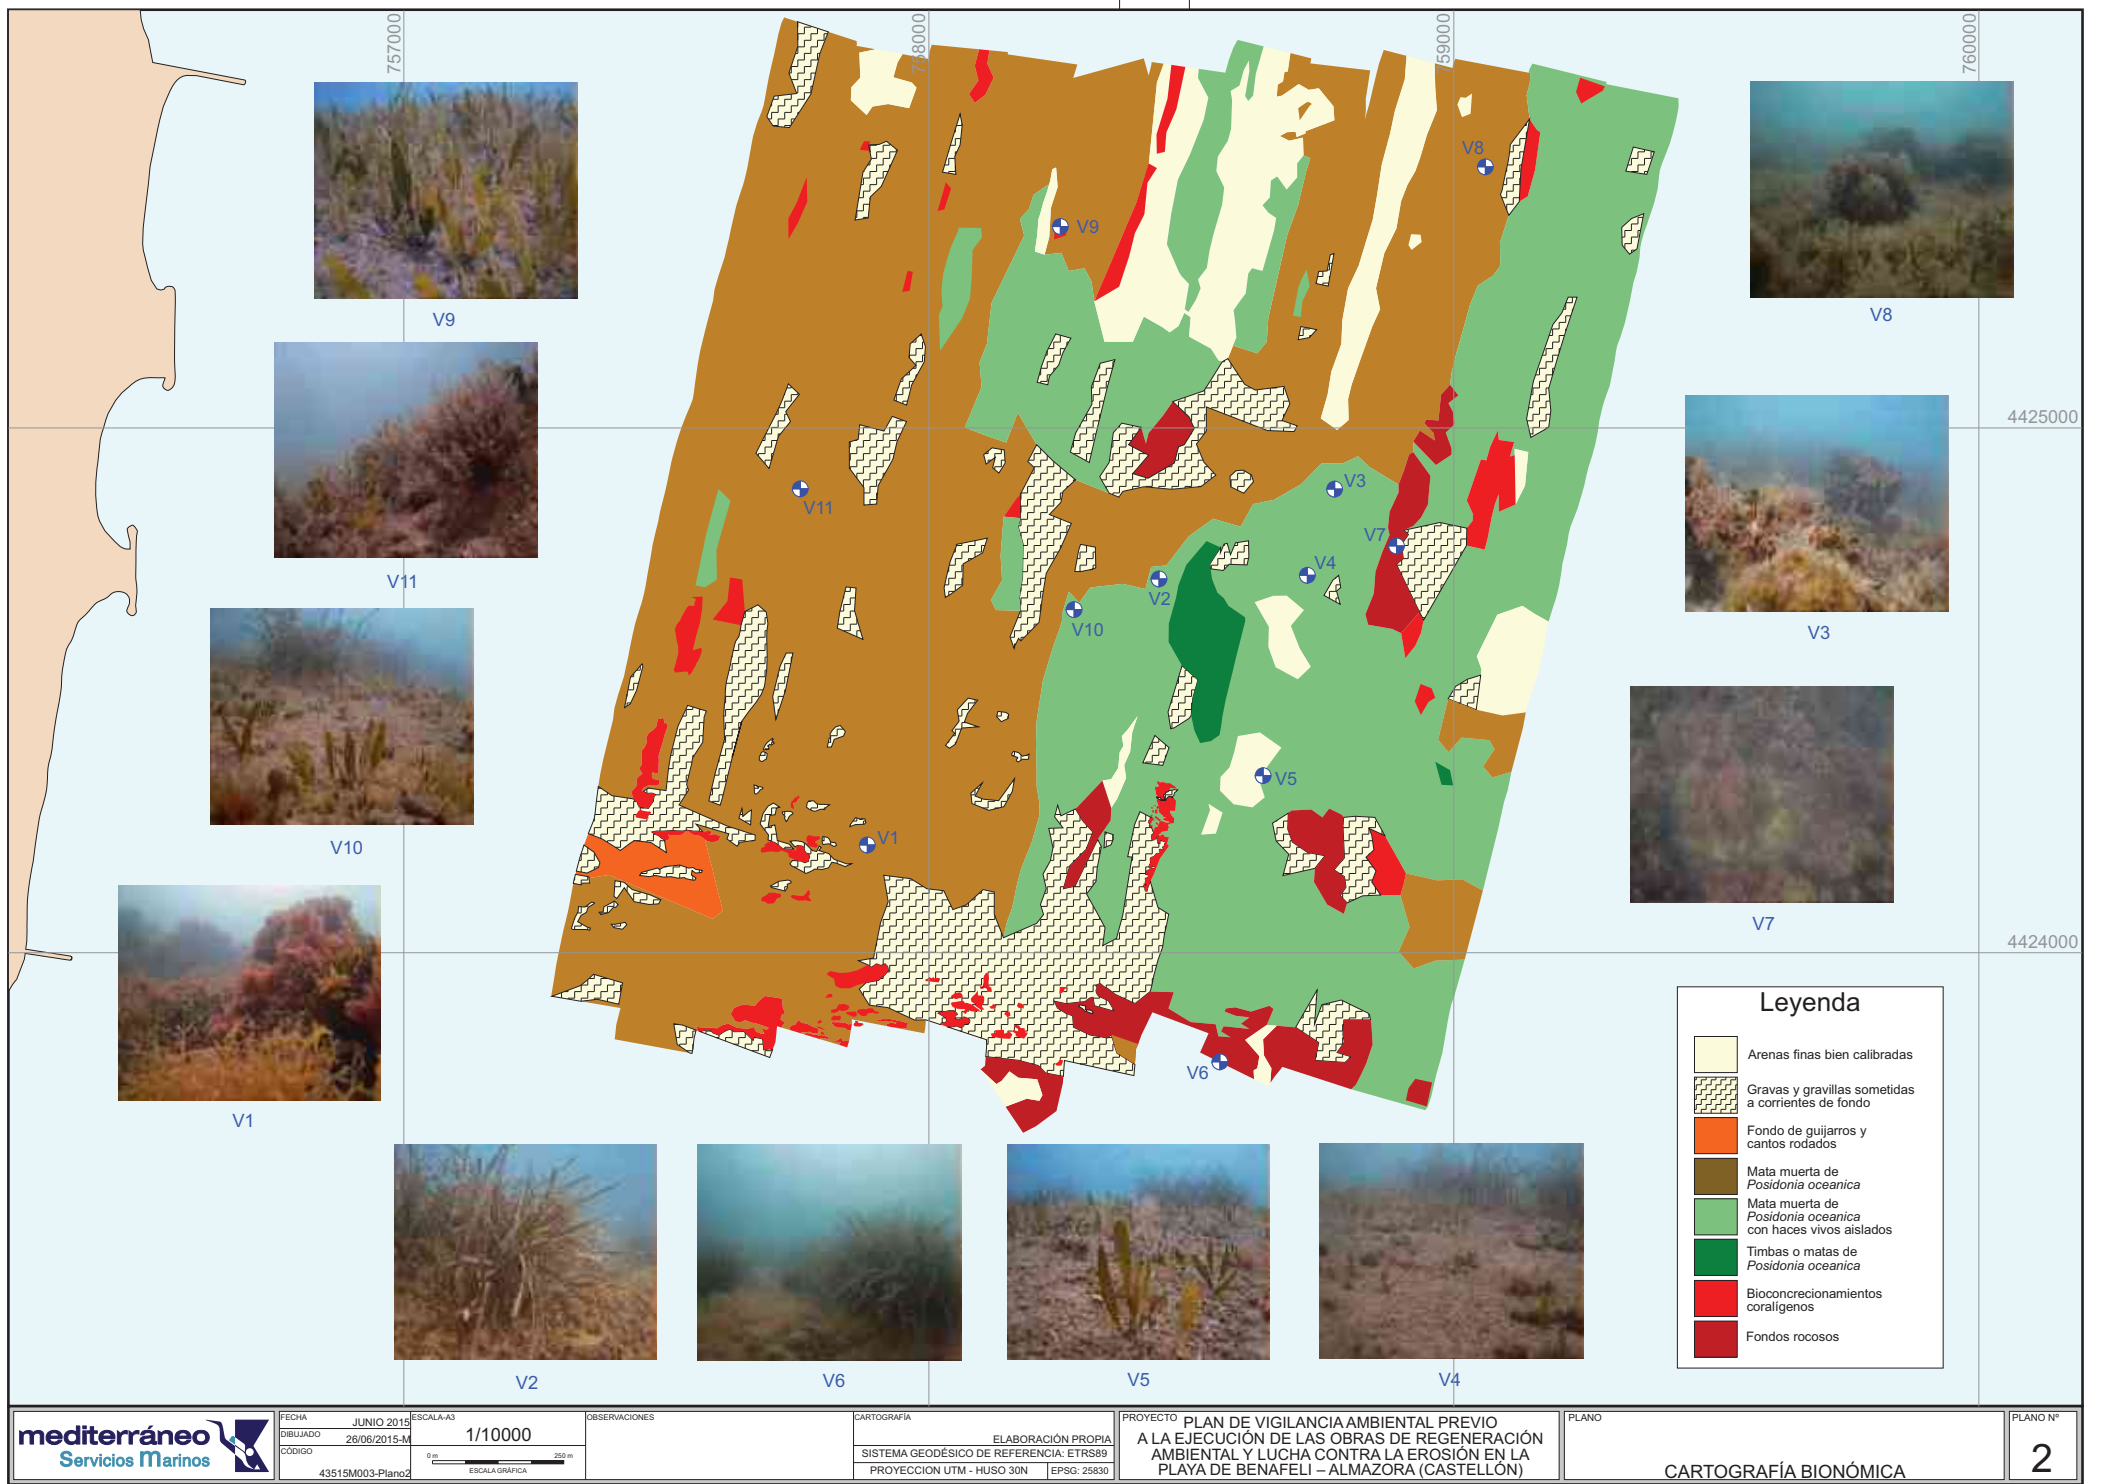 757000
758000
759000
760000
4425000
4424000
V9
V11
V10
V1
V2
V6
V5
V4
V8
V3
V7
V8
V9
V11
V3
V7
V4
V2
V10
V5
V1
V6
Leyenda
Arenas finas bien calibradas
Gravas y gravillas sometidas
a corrientes de fondo
Fondo de guijarros y
cantos rodados
Mata muerta de
Posidonia oceanica
Mata muerta de
Posidonia oceanica
con haces vivos aislados
Timbas o matas de
Posidonia oceanica
Bioconcrecionamientos
coralígenos
Fondos rocosos
mediterráneo
Servicios Marinos
FECHA
JUNIO 2015
DIBUJADO
26/06/2015-M
CÓDIGO
43515M003-Plano2
ESCALA-A3
1/10000
0 m 250 m
ESCALA GRÁFICA
OBSERVACIONES
CARTOGRAFÍA
ELABORACIÓN PROPIA
SISTEMA GEODÉSICO DE REFERENCIA: ETRS89
PROYECCION UTM - HUSO 30N
EPSG: 25830
PROYECTO
PLAN DE VIGILANCIA AMBIENTAL PREVIO
A LA EJECUCIÓN DE LAS OBRAS DE REGENERACIÓN
AMBIENTAL Y LUCHA CONTRA LA EROSIÓN EN LA
PLAYA DE BENAFELI – ALMAZORA (CASTELLÓN)
PLANO
CARTOGRAFÍA BIONÓMICA
PLANO Nº
2